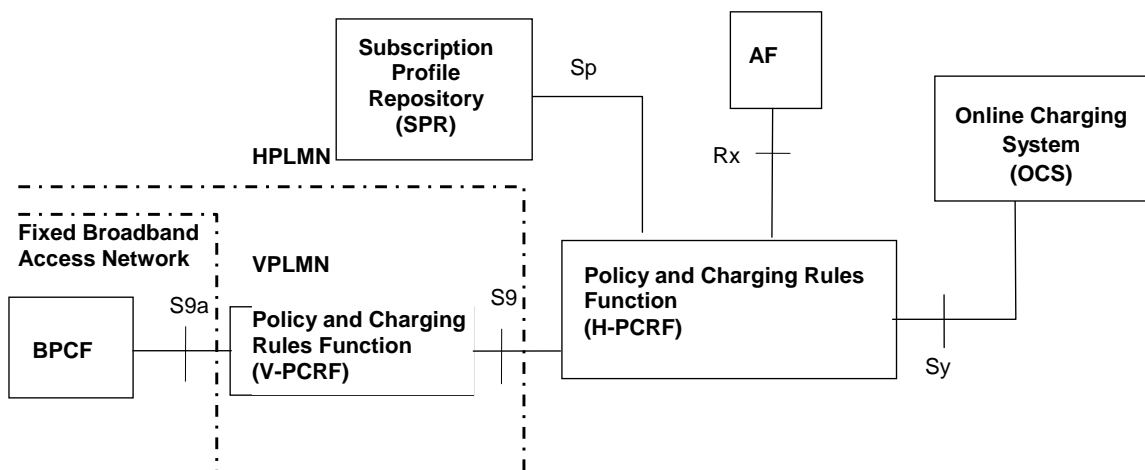 Subscription
Profile
Repository
(SPR)
Sp
AF
Online Charging
System
(OCS)
Rx
HPLMN
Fixed Broadband
Access Network
VPLMN
S9a
S9
BPCF
Policy and Charging
Rules Function
(V-PCRF)
Policy and Charging Rules
Function
(H-PCRF)
Sy